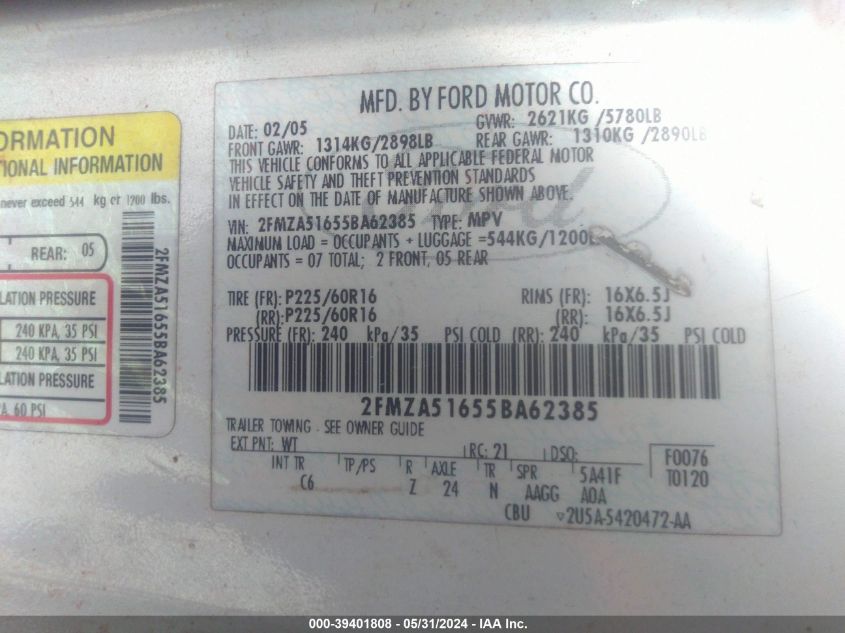 ORMATION
TIONAL INFORMATION
never exceed 544 kg or 1200 lbs.
REAR: 05
LATION PRESSURE
240 KPA, 35 PSI
240 KPA, 35 PSI
LATION PRESSURE
A, 60 PSI
2FMZA51655BA62385
MFD. BY FORD MOTOR CO.
DATE: 02/05 GVWR: 2621KG /5780LB
FRONT GAWR: 1314KG/2898LB REAR GAWR: 1310KG /2890LB
THIS VEHICLE CONFORMS TO ALL APPLICABLE FEDERAL MOTOR
VEHICLE SAFETY AND THEFT PREVENTION STANDARDS
IN EFFECT ON THE DATE OF MANUFACTURE SHOWN ABOVE.
Ford
VIN: 2FMZA51655BA62385 TYPE: MPV
MAXIMUM LOAD = OCCUPANTS + LUGGAGE =544KG/1200L
OCCUPANTS = 07 TOTAL; 2 FRONT, 05 REAR
TIRE (FR): P225/60R16 RIMS (FR): 16X6.5J
(RR): P225/60R16 (RR): 16X6.5J
PRESSURE (FR): 240 kPa/35 PSI COLD (RR): 240 kPa/35 PSI COLD
2FMZA51655BA62385
TRAILER TOWING - SEE OWNER GUIDE
EXT PNT: WT RC: 21 DSO: F0076
INT TR TP/PS R AXLE TR SPR 5A41F T0120
C6 Z 24 N AAGG AOA
CBU ▽2U5A-5420472-AA
000-39401808 - 05/31/2024 - IAA Inc.